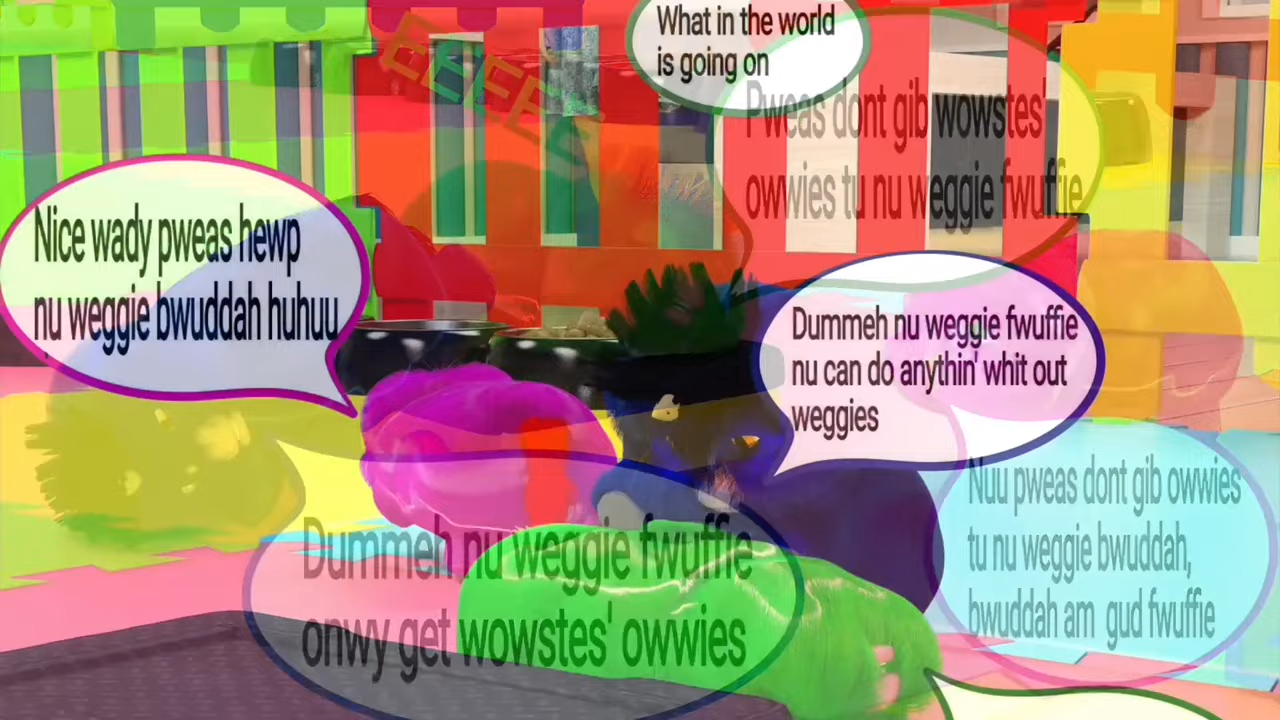 What in the world
is going on
EEEEE
Pweas dont gib wowstes
owwies tu nu weggie fwuffie
Nice wady pweas hewp
nu weggie bwuddah huhuu
Dummeh nu weggie fwuffie
nu can do anythin' whit out
weggies
Nuu pweas dont gib owwies
tu nu weggie bwuddah,
bwuddah am gud fwuffie
Dummeh nu weggie fwuffie
onwy get wowstes' owwies